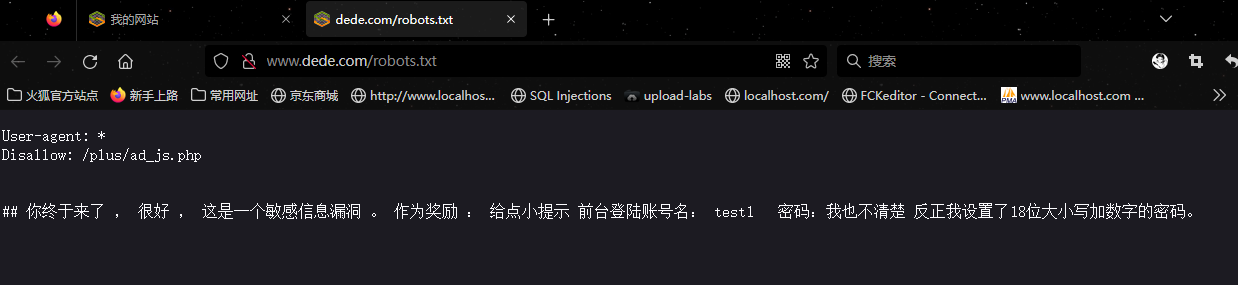 我的网站
dede.com/robots.txt
www.dede.com/robots.txt
搜索
火狐官方站点 新手上路 常用网址 京东商城 http://www.localhos... SQL Injections upload-labs localhost.com/ FCKeditor - Connect... www.localhost.com ...
User-agent: *
Disallow: /plus/ad_js.php
## 你终于来了 , 很好 , 这是一个敏感信息漏洞 。 作为奖励 : 给点小提示 前台登陆账号名: test1 密码:我也不清楚 反正我设置了18位大小写加数字的密码。